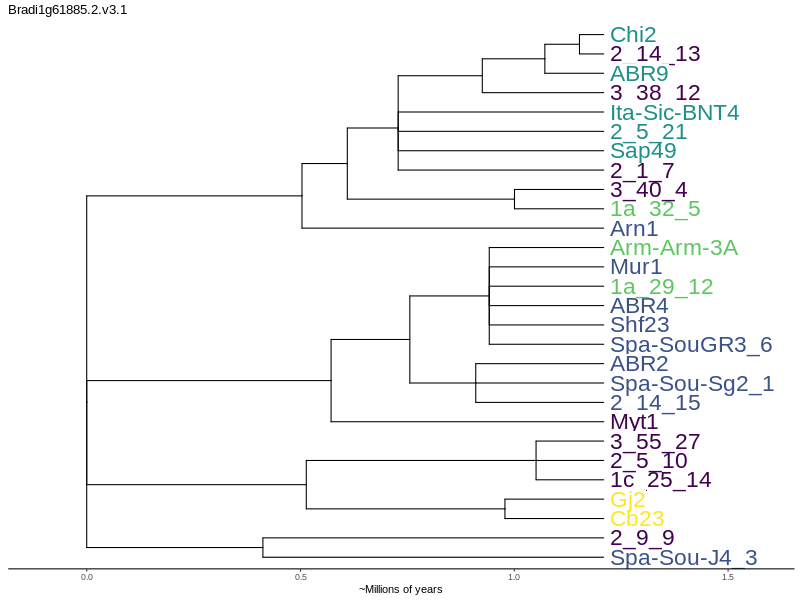 Bradi1g61885.2.v3.1
Chi2
2_14_13
ABR9
3_38_12
Ita-Sic-BNT4
2_5_21
Sap49
2_1_7
3_40_4
1a_32_5
Arn1
Arm-Arm-3A
Mur1
1a_29_12
ABR4
Shf23
Spa-SouGR3_6
ABR2
Spa-Sou-Sg2_1
2_14_15
Myt1
3_55_27
2_5_10
1c_25_14
Gj2
Cb23
2_9_9
Spa-Sou-J4_3
0.0 0.5 1.0 1.5
~Millions of years